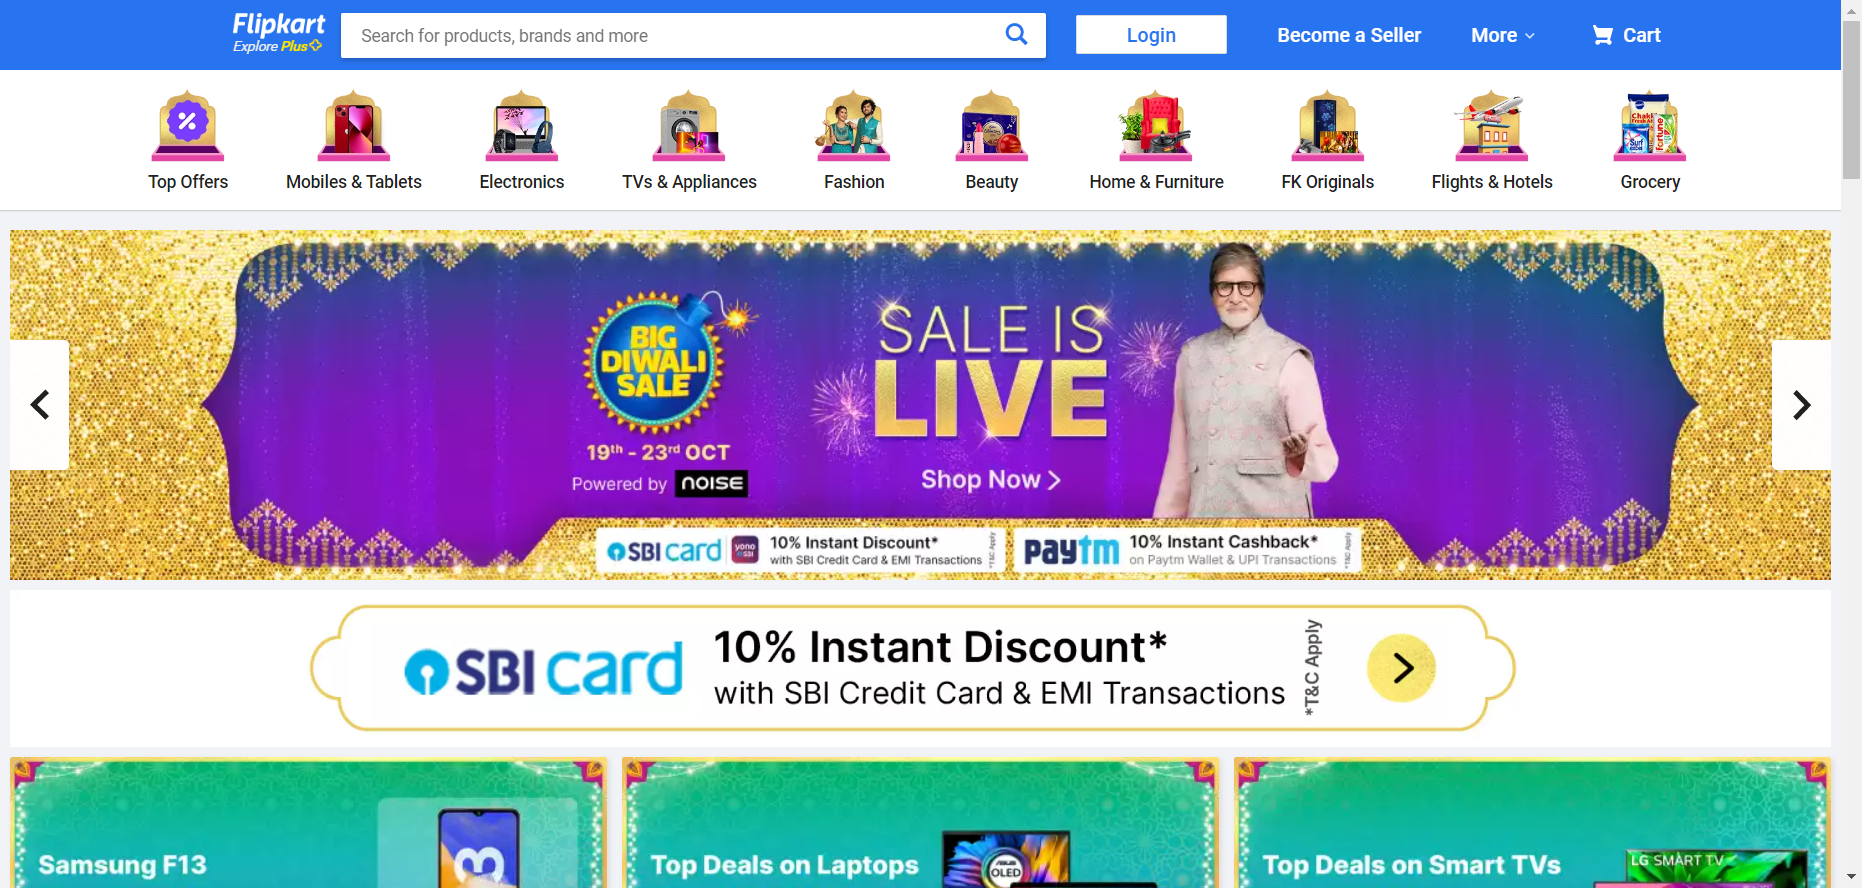 Flipkart
Explore Plus
Search for products, brands and more
Login
Become a Seller
More
Cart
Top Offers
Mobiles & Tablets
Electronics
TVs & Appliances
Fashion
Beauty
Home & Furniture
FK Originals
Flights & Hotels
Grocery
BIG
DIWALI
SALE
19th - 23rd OCT
Powered by noise
SALE IS
LIVE
Shop Now
SBI card
yono
SBI
10% Instant Discount*
with SBI Credit Card & EMI Transactions
*T&C Apply
paytm
10% Instant Cashback*
on Paytm Wallet & UPI Transactions
*T&C Apply
SBI card
10% Instant Discount*
with SBI Credit Card & EMI Transactions
*T&C Apply
Samsung F13
Top Deals on Laptops
ASUS
OLED
Top Deals on Smart TVs
LG SMART TV